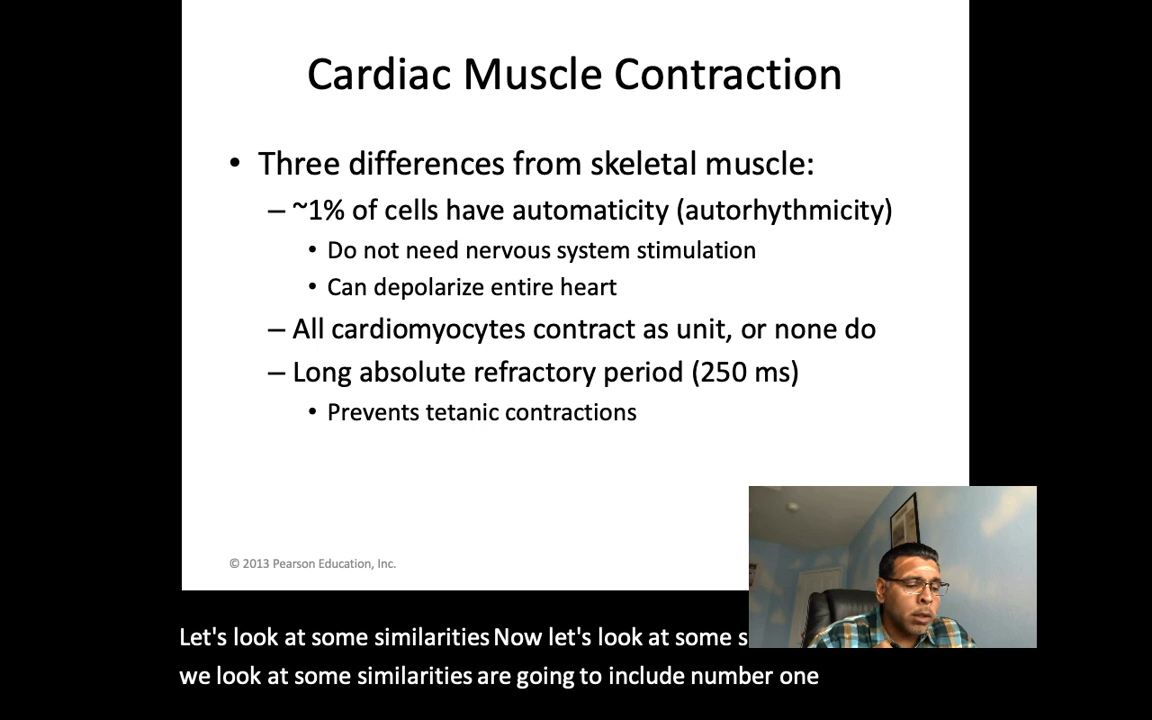 Cardiac Muscle Contraction
• Three differences from skeletal muscle:
– ~1% of cells have automaticity (autorhythmicity)
• Do not need nervous system stimulation
• Can depolarize entire heart
– All cardiomyocytes contract as unit, or none do
– Long absolute refractory period (250 ms)
• Prevents tetanic contractions
© 2013 Pearson Education, Inc.
Let's look at some similarities Now let's look at some s
we look at some similarities are going to include number one